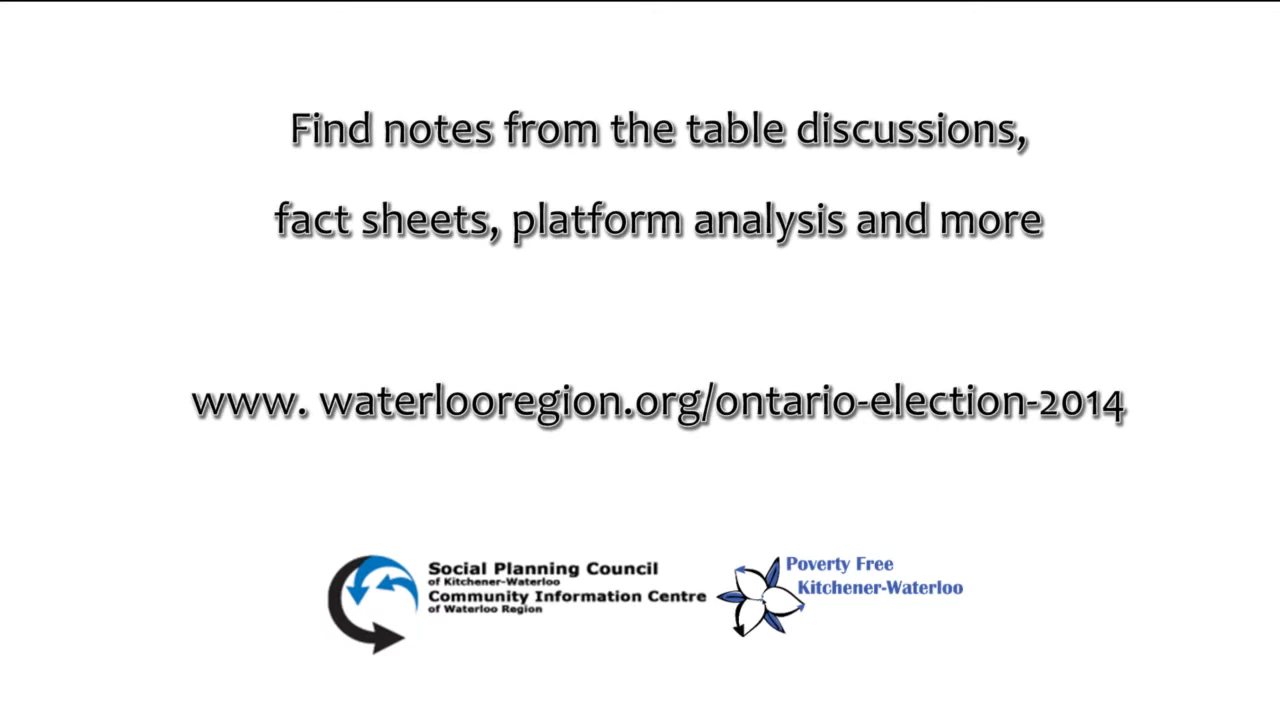 Find notes from the table discussions,
fact sheets, platform analysis and more
www. waterlooregion.org/ontario-election-2014
Social Planning Council
of Kitchener-Waterloo
Community Information Centre
of Waterloo Region
Poverty Free
Kitchener-Waterloo